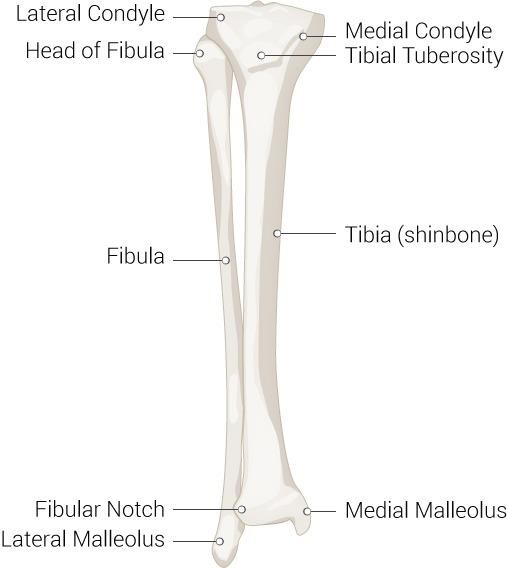 Lateral Condyle
Medial Condyle
Head of Fibula
Tibial Tuberosity
Tibia (shinbone)
Fibula
Fibular Notch
Medial Malleolus
Lateral Malleolus